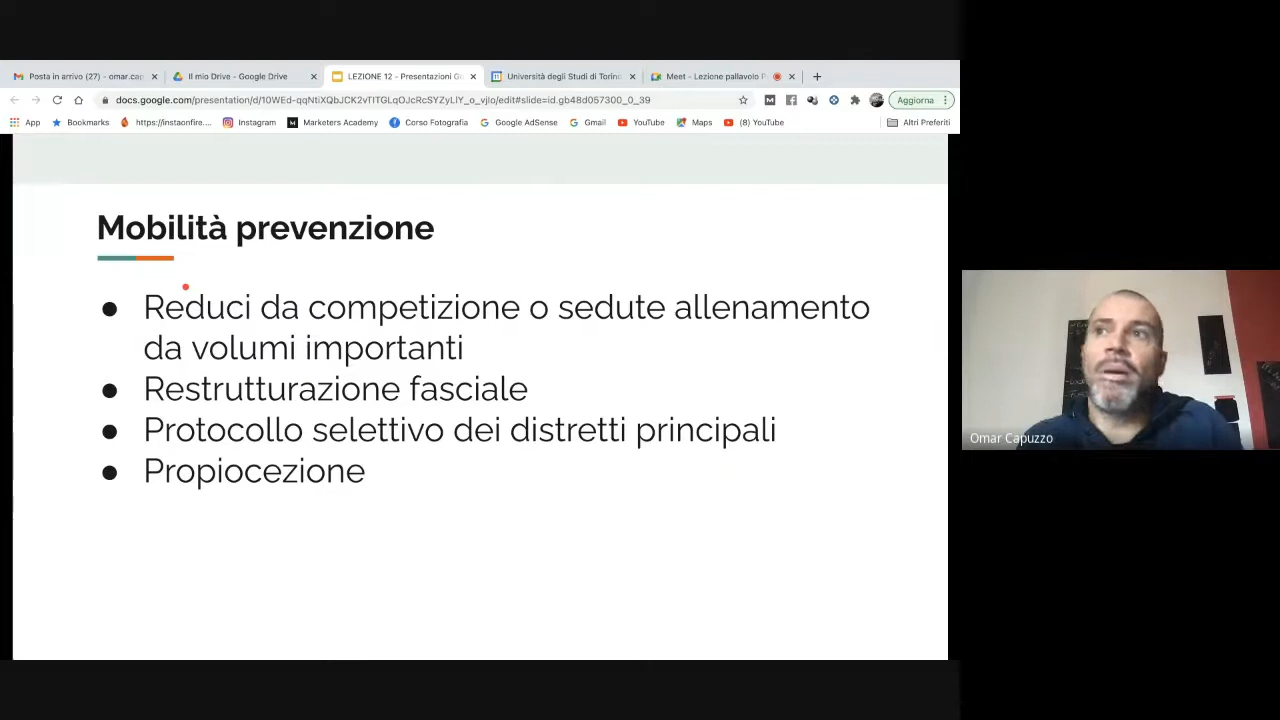 Posta in arrivo (27) - omar.cap
Il mio Drive - Google Drive
LEZIONE 12 - Presentazioni G
Università degli Studi di Torino
Meet - Lezione pallavolo P
docs.google.com/presentation/d/10WEd-qqNtiXQbJCK2vTITGLqOJcRcSYZyLlY_o_vjlo/edit#slide=id.gb48d057300_0_39
Aggiorna
App
Bookmarks
https://instaonfire....
Instagram
Marketers Academy
Corso Fotografia
Google AdSense
Gmail
YouTube
Maps
(8) YouTube
Altri Preferiti
Mobilità prevenzione
● Reduci da competizione o sedute allenamento
da volumi importanti
● Restrutturazione fasciale
● Protocollo selettivo dei distretti principali
● Propiocezione
Omar Capuzzo